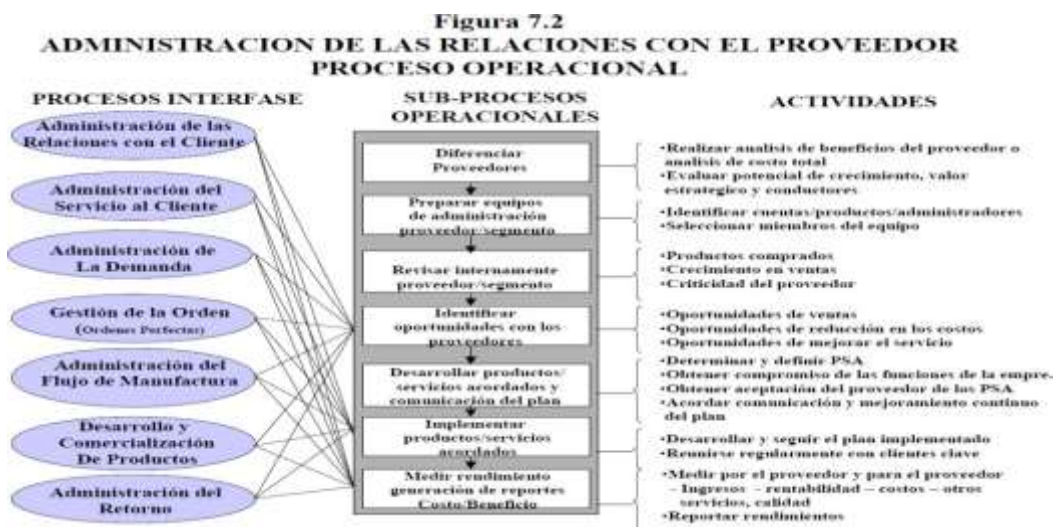 Figura 7.2
ADMINISTRACION DE LAS RELACIONES CON EL PROVEEDOR
PROCESO OPERACIONAL
PROCESOS INTERFASE
Administración de las
Relaciones con el Cliente
Administración del
Servicio al Cliente
Administración de
La Demanda
Gestión de la Orden
(Ordenes Perfectas)
Administración del
Flujo de Manufactura
Desarrollo y
Comercialización
De Productos
Administración del
Retorno
SUB-PROCESOS
OPERACIONALES
Diferenciar
Proveedores
Preparar equipos
de administración
proveedor/segmento
Revisar internamente
proveedor/segmento
Identificar
oportunidades con los
proveedores
Desarrollar productos/
servicios acordados y
comunicación del plan
Implementar
productos/servicios
acordados
Medir rendimiento
generación de reportes
Costo/Beneficio
ACTIVIDADES
•Realizar analisis de beneficios del proveedor o
analisis de costo total
•Evaluar potencial de crecimiento, valor
estrategico y conductores
•Identificar cuentas/productos/administradores
•Seleccionar miembros del equipo
•Productos comprados
•Crecimiento en ventas
•Criticidad del proveedor
•Oportunidades de ventas
•Oportunidades de reducción en los costos
•Oportunidades de mejorar el servicio
•Determinar y definir PSA
•Obtener compromiso de las funciones de la empre.
•Obtener aceptación del proveedor de los PSA
•Acordar comunicación y mejoramiento continuo
del plan
•Desarrollar y seguir el plan implementado
•Reunirse regularmente con clientes clave
•Medir por el proveedor y para el proveedor
– Ingresos – rentabilidad – costos – otros
servicios, calidad
•Reportar rendimientos